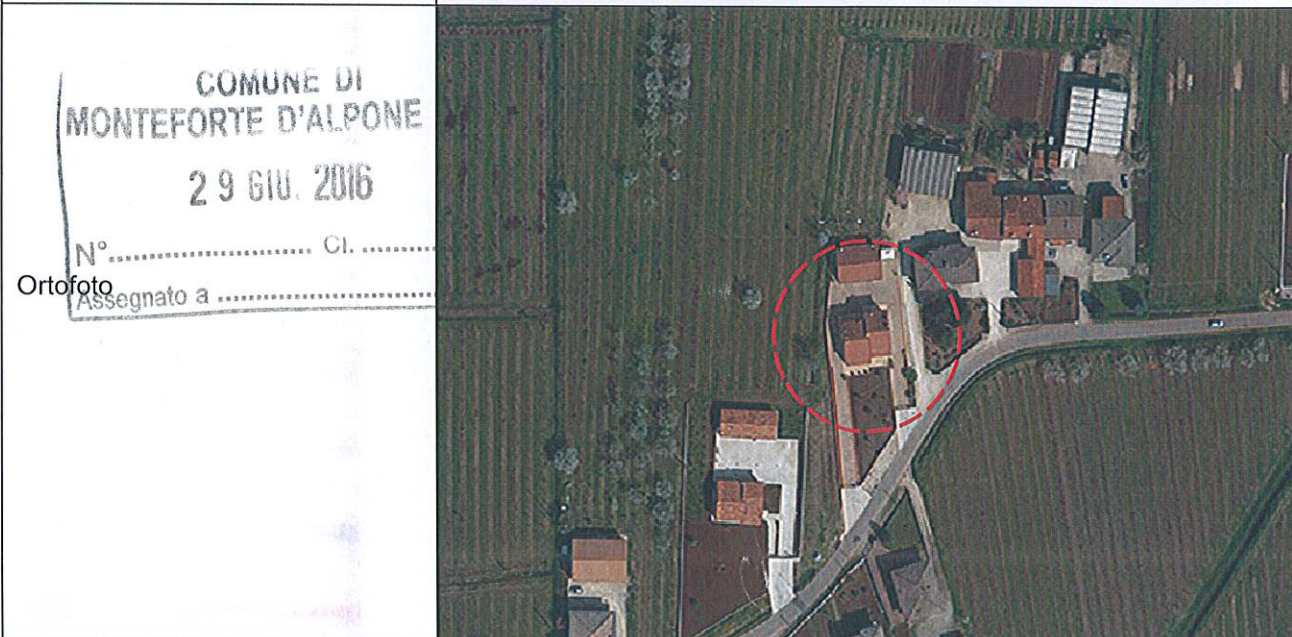 COMUNE DI
MONTEFORTE D'ALPONE
29 GIU. 2016
N°.............................. Cl. ..........
Ortofoto
Assegnato a ................................